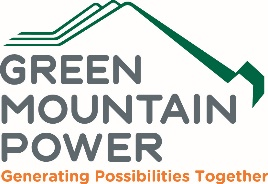 GREEN
MOUNTAIN
POWER
Generating Possibilities Together